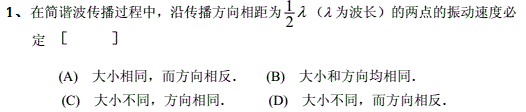 1、在简谐波传播过程中，沿传播方向相距为$\frac{1}{2}\lambda$（λ为波长）的两点的振动速度必
定 [ ]
(A) 大小相同，而方向相反． (B) 大小和方向均相同．
(C) 大小不同，方向相同． (D) 大小不同，而方向相反．